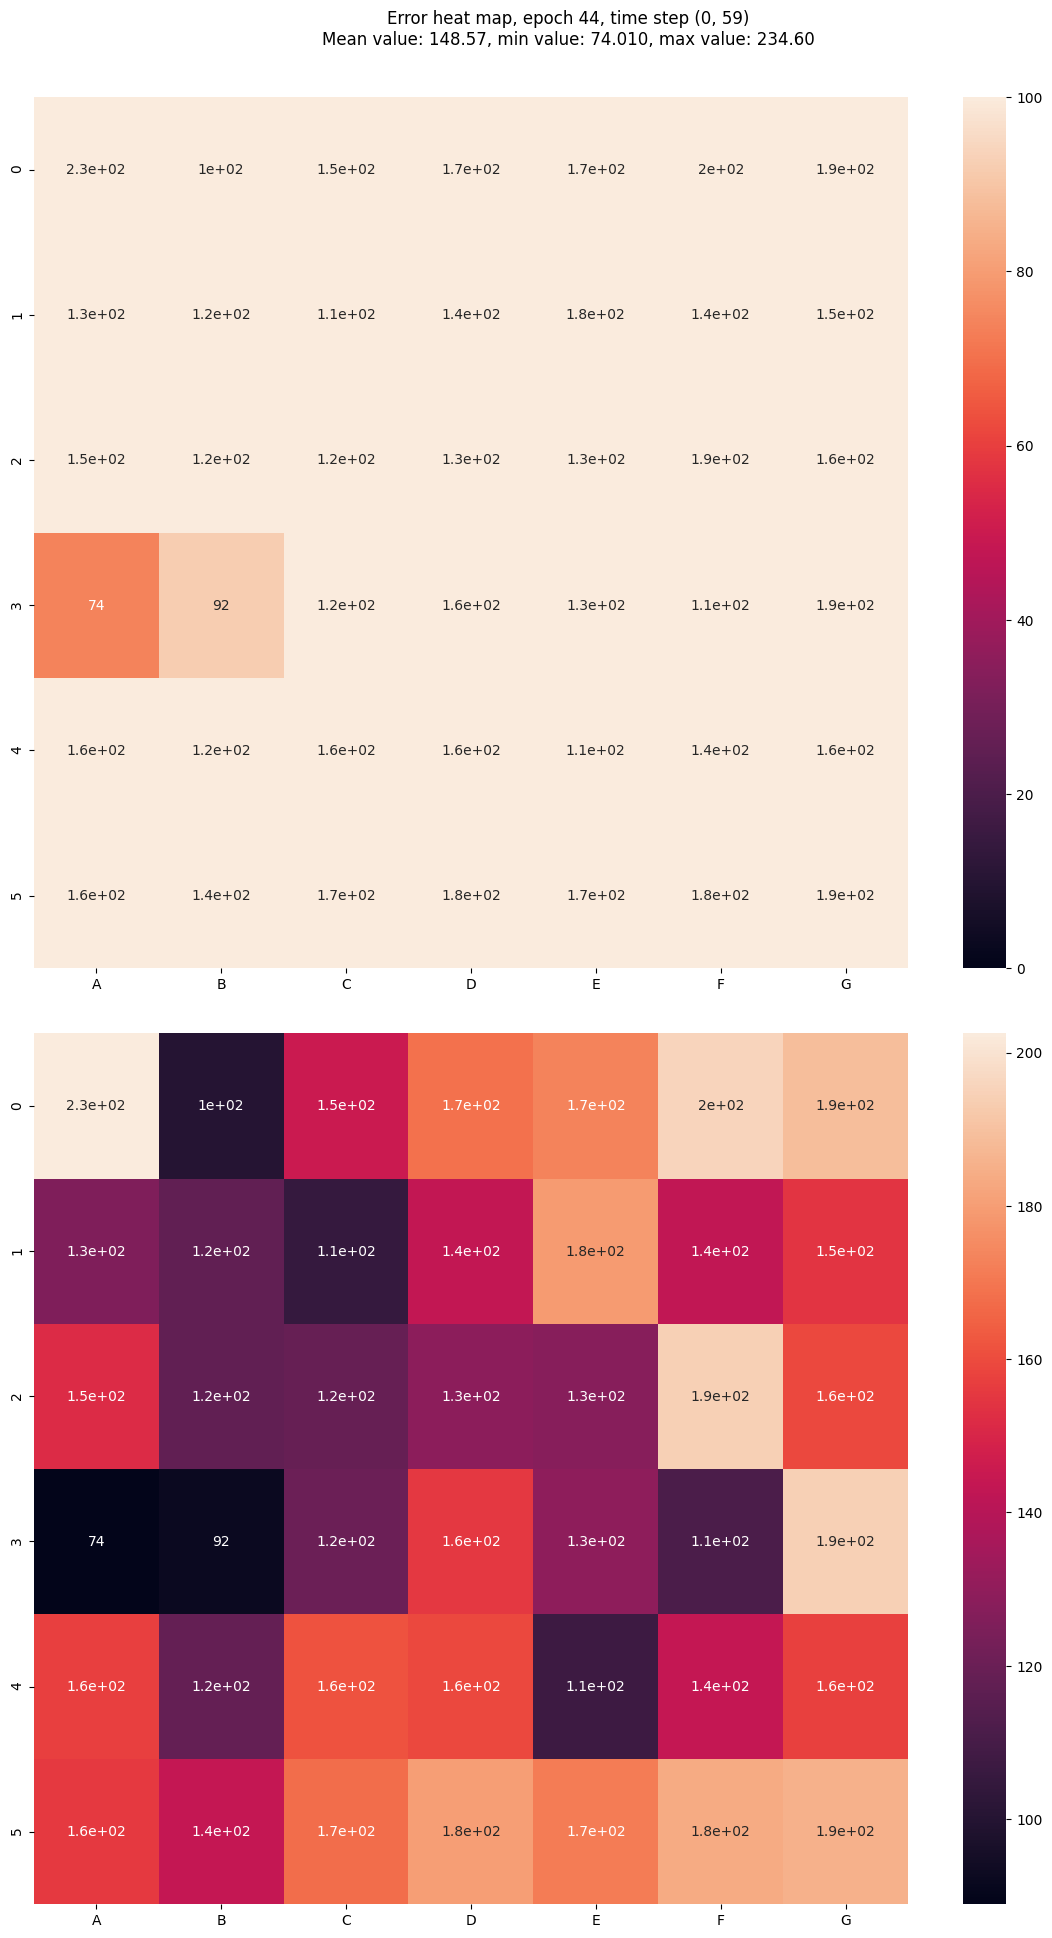 Error heat map, epoch 44, time step (0, 59)
Mean value: 148.57, min value: 74.010, max value: 234.60
100
0 2.3e+02 1e+02 1.5e+02 1.7e+02 1.7e+02 2e+02 1.9e+02
80
1 1.3e+02 1.2e+02 1.1e+02 1.4e+02 1.8e+02 1.4e+02 1.5e+02
60
2 1.5e+02 1.2e+02 1.2e+02 1.3e+02 1.3e+02 1.9e+02 1.6e+02
3 74 92 1.2e+02 1.6e+02 1.3e+02 1.1e+02 1.9e+02
40
4 1.6e+02 1.2e+02 1.6e+02 1.6e+02 1.1e+02 1.4e+02 1.6e+02
20
5 1.6e+02 1.4e+02 1.7e+02 1.8e+02 1.7e+02 1.8e+02 1.9e+02
0
A B C D E F G
200
0 2.3e+02 1e+02 1.5e+02 1.7e+02 1.7e+02 2e+02 1.9e+02
180
1 1.3e+02 1.2e+02 1.1e+02 1.4e+02 1.8e+02 1.4e+02 1.5e+02
160
2 1.5e+02 1.2e+02 1.2e+02 1.3e+02 1.3e+02 1.9e+02 1.6e+02
140
3 74 92 1.2e+02 1.6e+02 1.3e+02 1.1e+02 1.9e+02
120
4 1.6e+02 1.2e+02 1.6e+02 1.6e+02 1.1e+02 1.4e+02 1.6e+02
5 1.6e+02 1.4e+02 1.7e+02 1.8e+02 1.7e+02 1.8e+02 1.9e+02
100
A B C D E F G